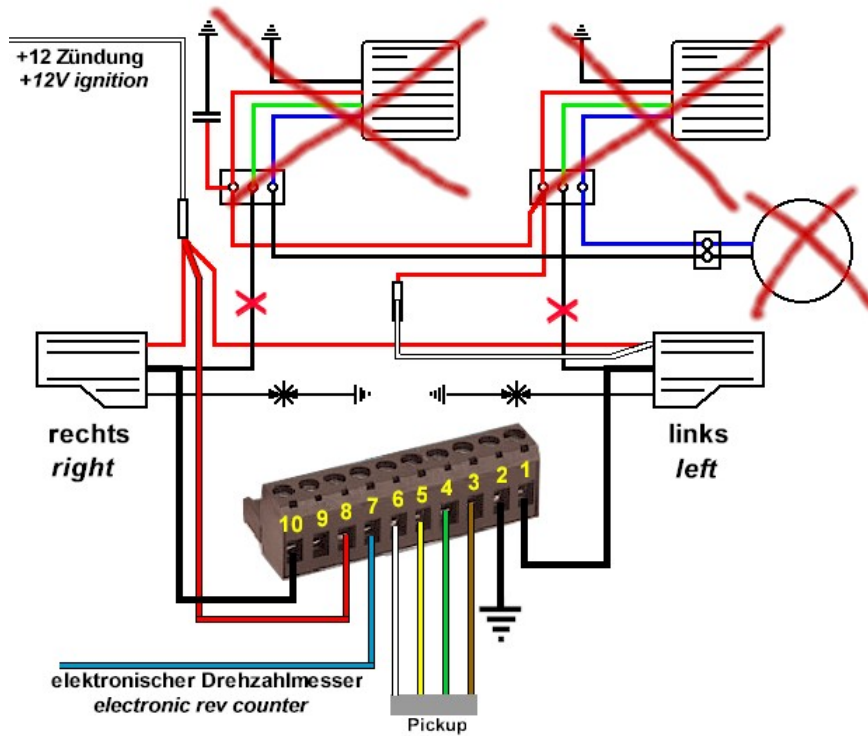 +12 Zündung
+12V ignition
rechts
right
links
left
10 9 8 7 6 5 4 3 2 1
elektronischer Drehzahlmesser
electronic rev counter
Pickup